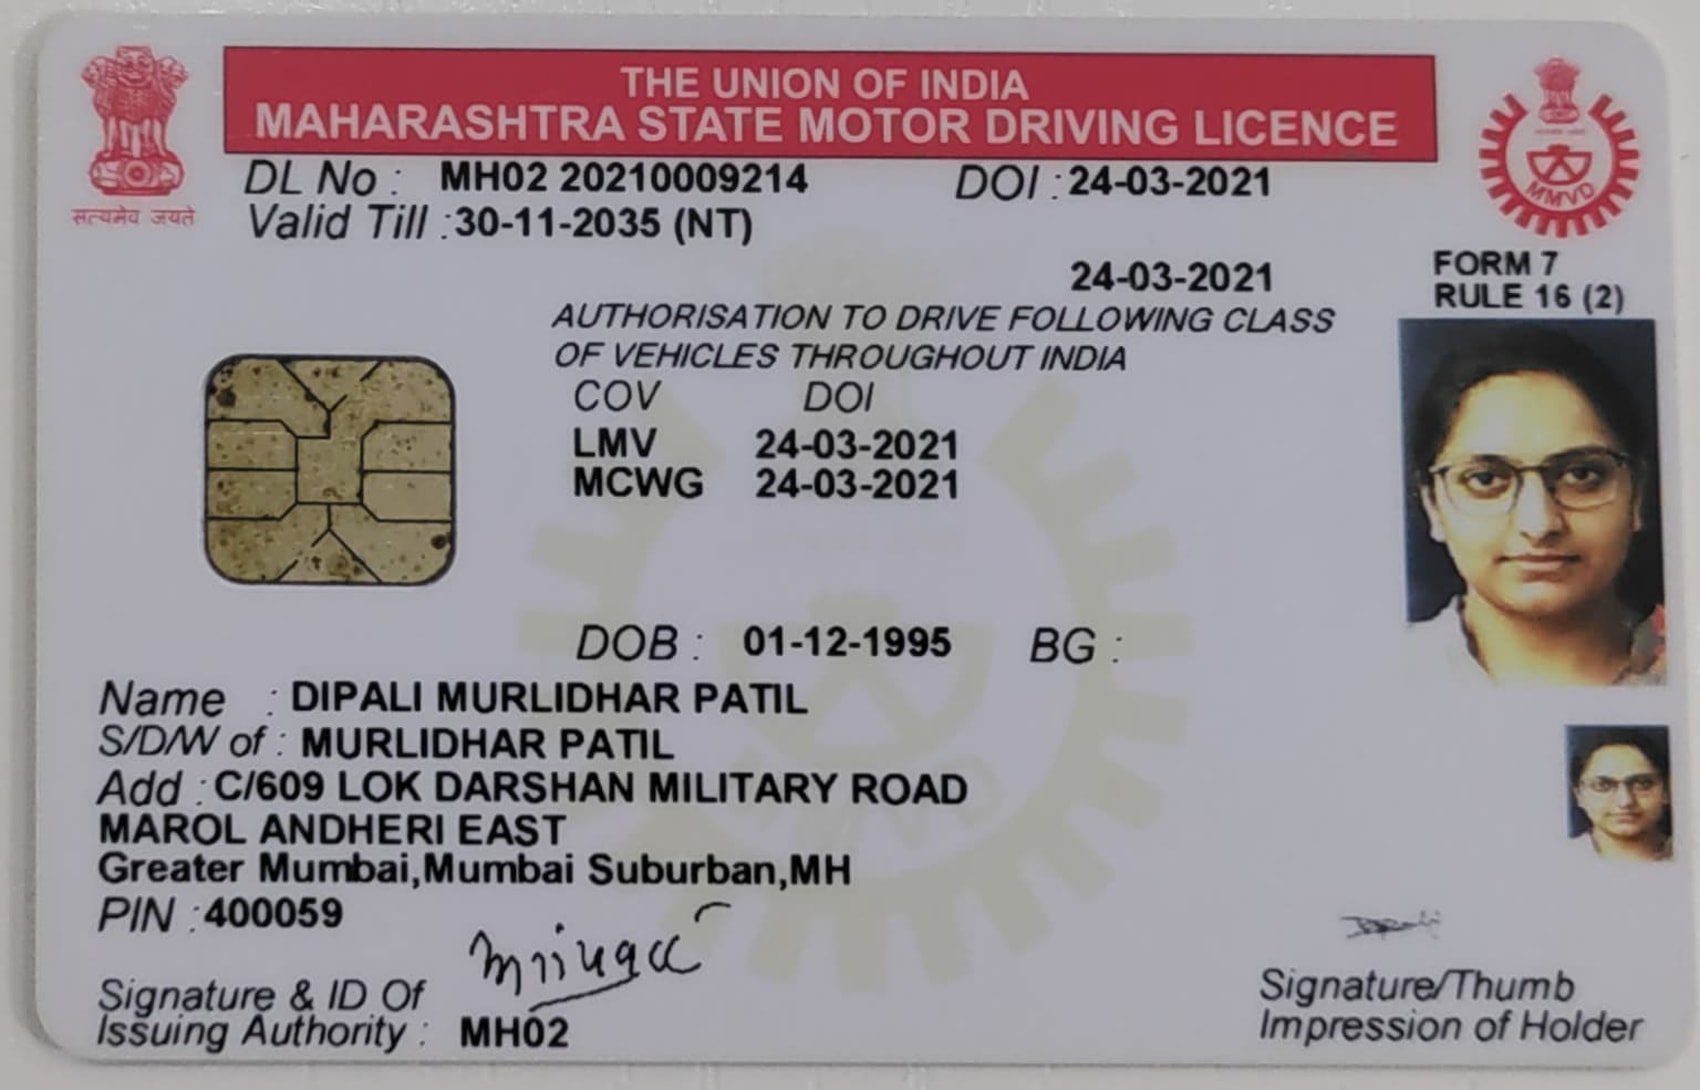 THE UNION OF INDIA
MAHARASHTRA STATE MOTOR DRIVING LICENCE
सत्यमेव जयते
MMVD
DL No : MH02 20210009214 DOI : 24-03-2021
Valid Till : 30-11-2035 (NT)
24-03-2021
FORM 7
RULE 16 (2)
AUTHORISATION TO DRIVE FOLLOWING CLASS
OF VEHICLES THROUGHOUT INDIA
COV DOI
LMV 24-03-2021
MCWG 24-03-2021
DOB : 01-12-1995 BG :
Name : DIPALI MURLIDHAR PATIL
S/D/W of : MURLIDHAR PATIL
Add : C/609 LOK DARSHAN MILITARY ROAD
MAROL ANDHERI EAST
Greater Mumbai,Mumbai Suburban,MH
PIN : 400059
Signature & ID Of
Issuing Authority : MH02
Signature/Thumb
Impression of Holder